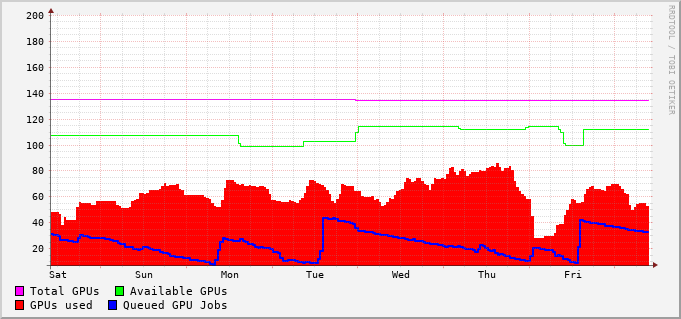 200
180
160
140
120
100
80
60
40
20
Sat Sun Mon Tue Wed Thu Fri
Total GPUs Available GPUs
GPUs used Queued GPU Jobs
RRDTOOL / TOBI OETIKER